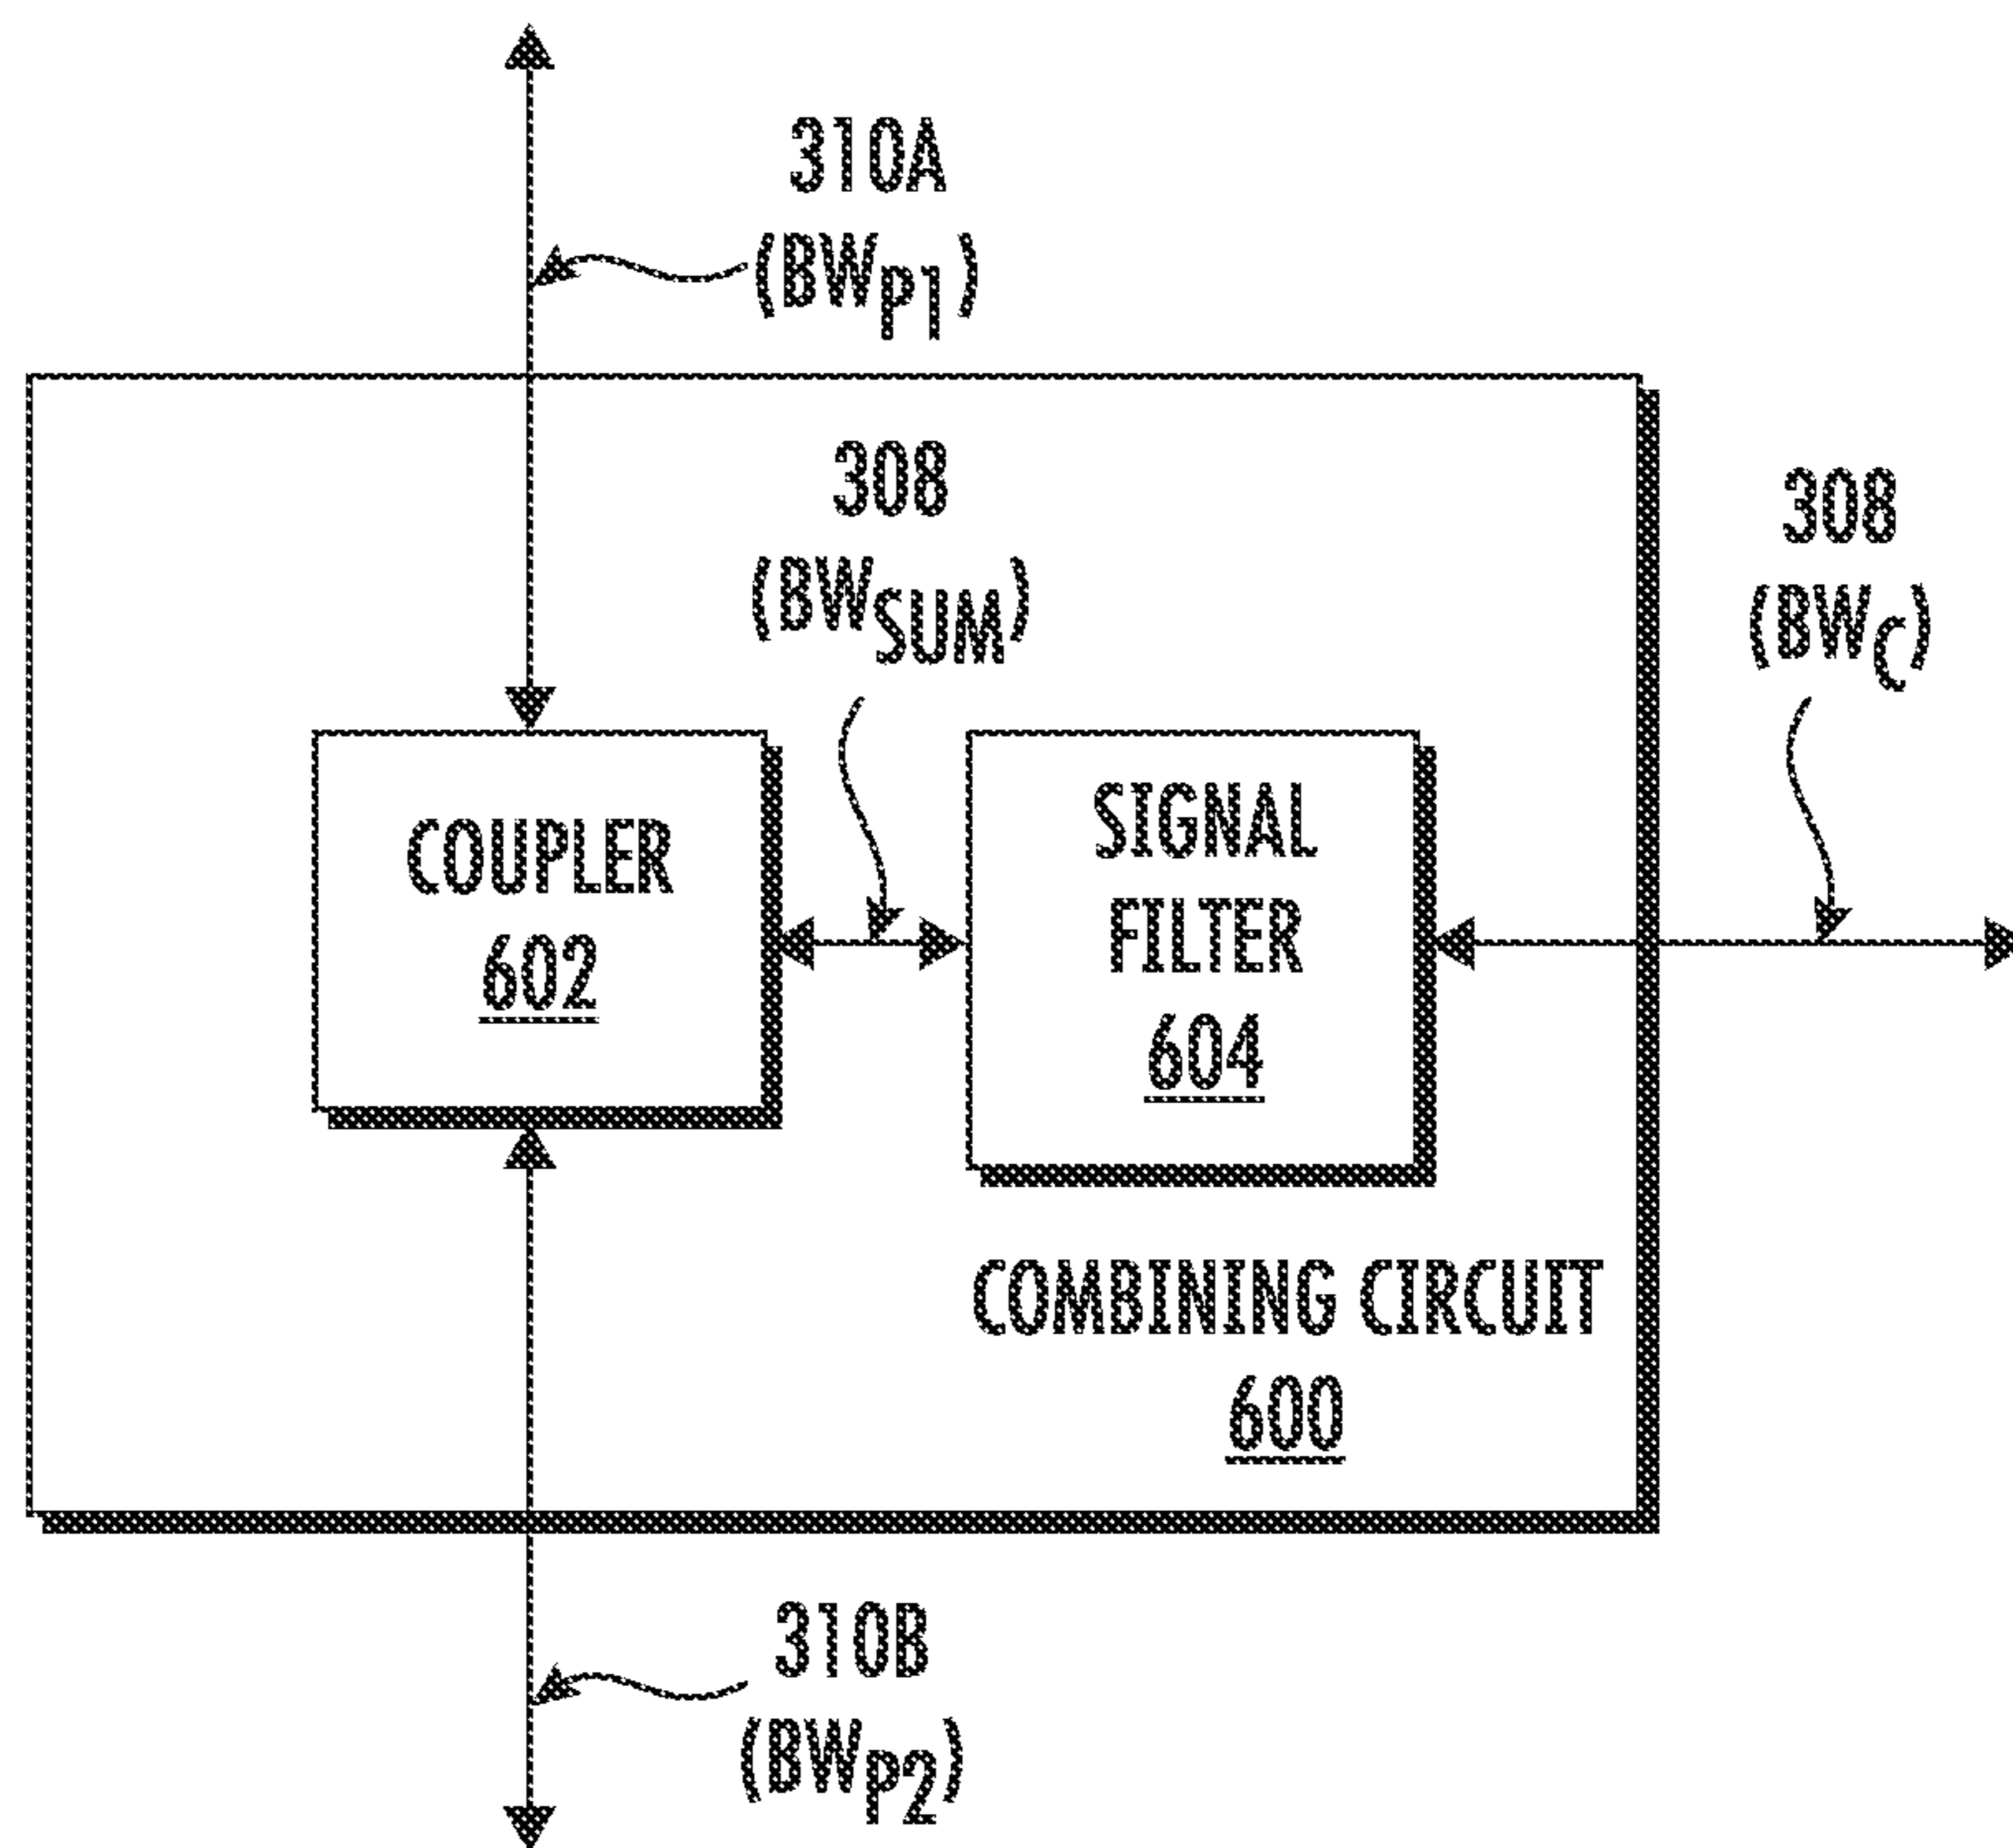 310A
(BWP1)
308
(BWSUM)
308
(BWC)
COUPLER
602
SIGNAL
FILTER
604
COMBINING CIRCUIT
600
310B
(BWP2)